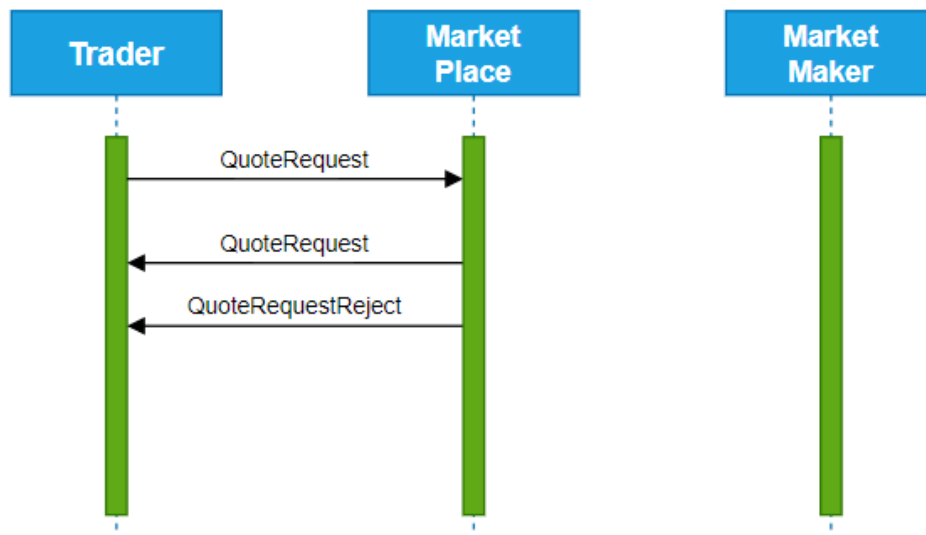 Trader
Market
Place
Market
Maker
QuoteRequest
QuoteRequest
QuoteRequestReject